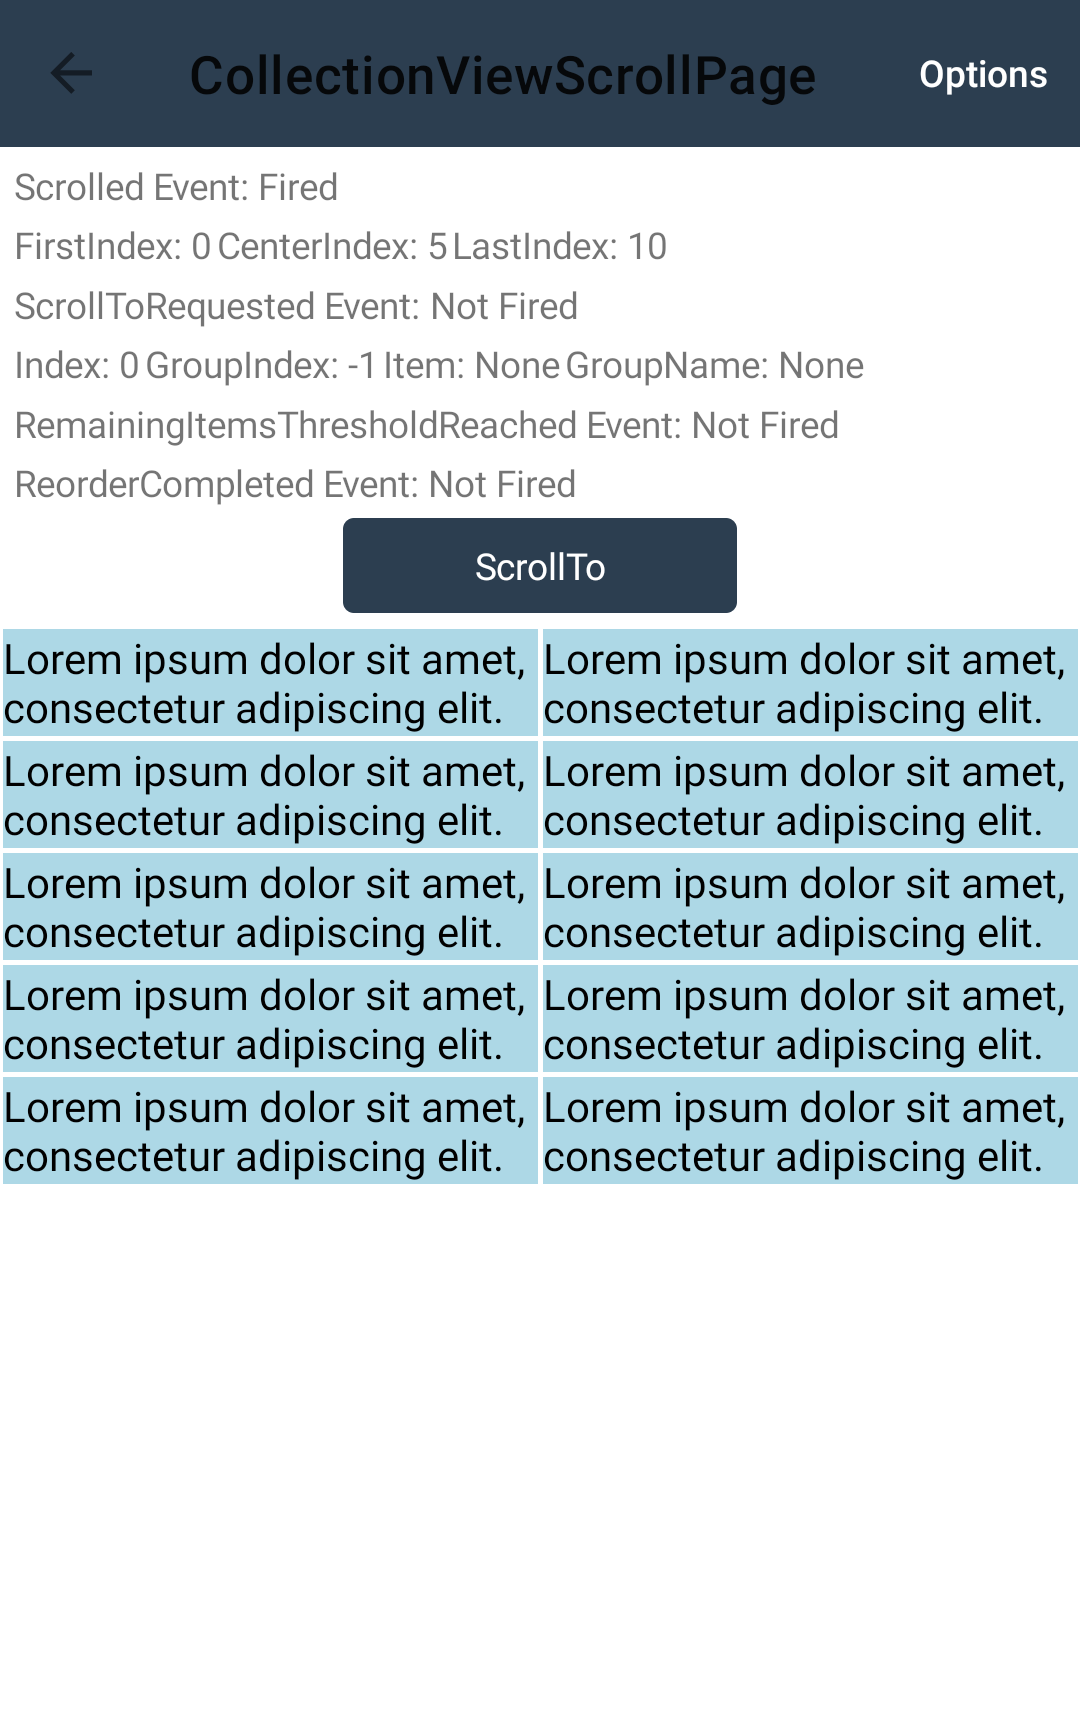 CollectionViewScrollPage Options
Scrolled Event: Fired
FirstIndex: 0 CenterIndex: 5 LastIndex: 10
ScrollToRequested Event: Not Fired
Index: 0 GroupIndex: -1 Item: None GroupName: None
RemainingItemsThresholdReached Event: Not Fired
ReorderCompleted Event: Not Fired
ScrollTo
Lorem ipsum dolor sit amet,
consectetur adipiscing elit.
Lorem ipsum dolor sit amet,
consectetur adipiscing elit.
Lorem ipsum dolor sit amet,
consectetur adipiscing elit.
Lorem ipsum dolor sit amet,
consectetur adipiscing elit.
Lorem ipsum dolor sit amet,
consectetur adipiscing elit.
Lorem ipsum dolor sit amet,
consectetur adipiscing elit.
Lorem ipsum dolor sit amet,
consectetur adipiscing elit.
Lorem ipsum dolor sit amet,
consectetur adipiscing elit.
Lorem ipsum dolor sit amet,
consectetur adipiscing elit.
Lorem ipsum dolor sit amet,
consectetur adipiscing elit.